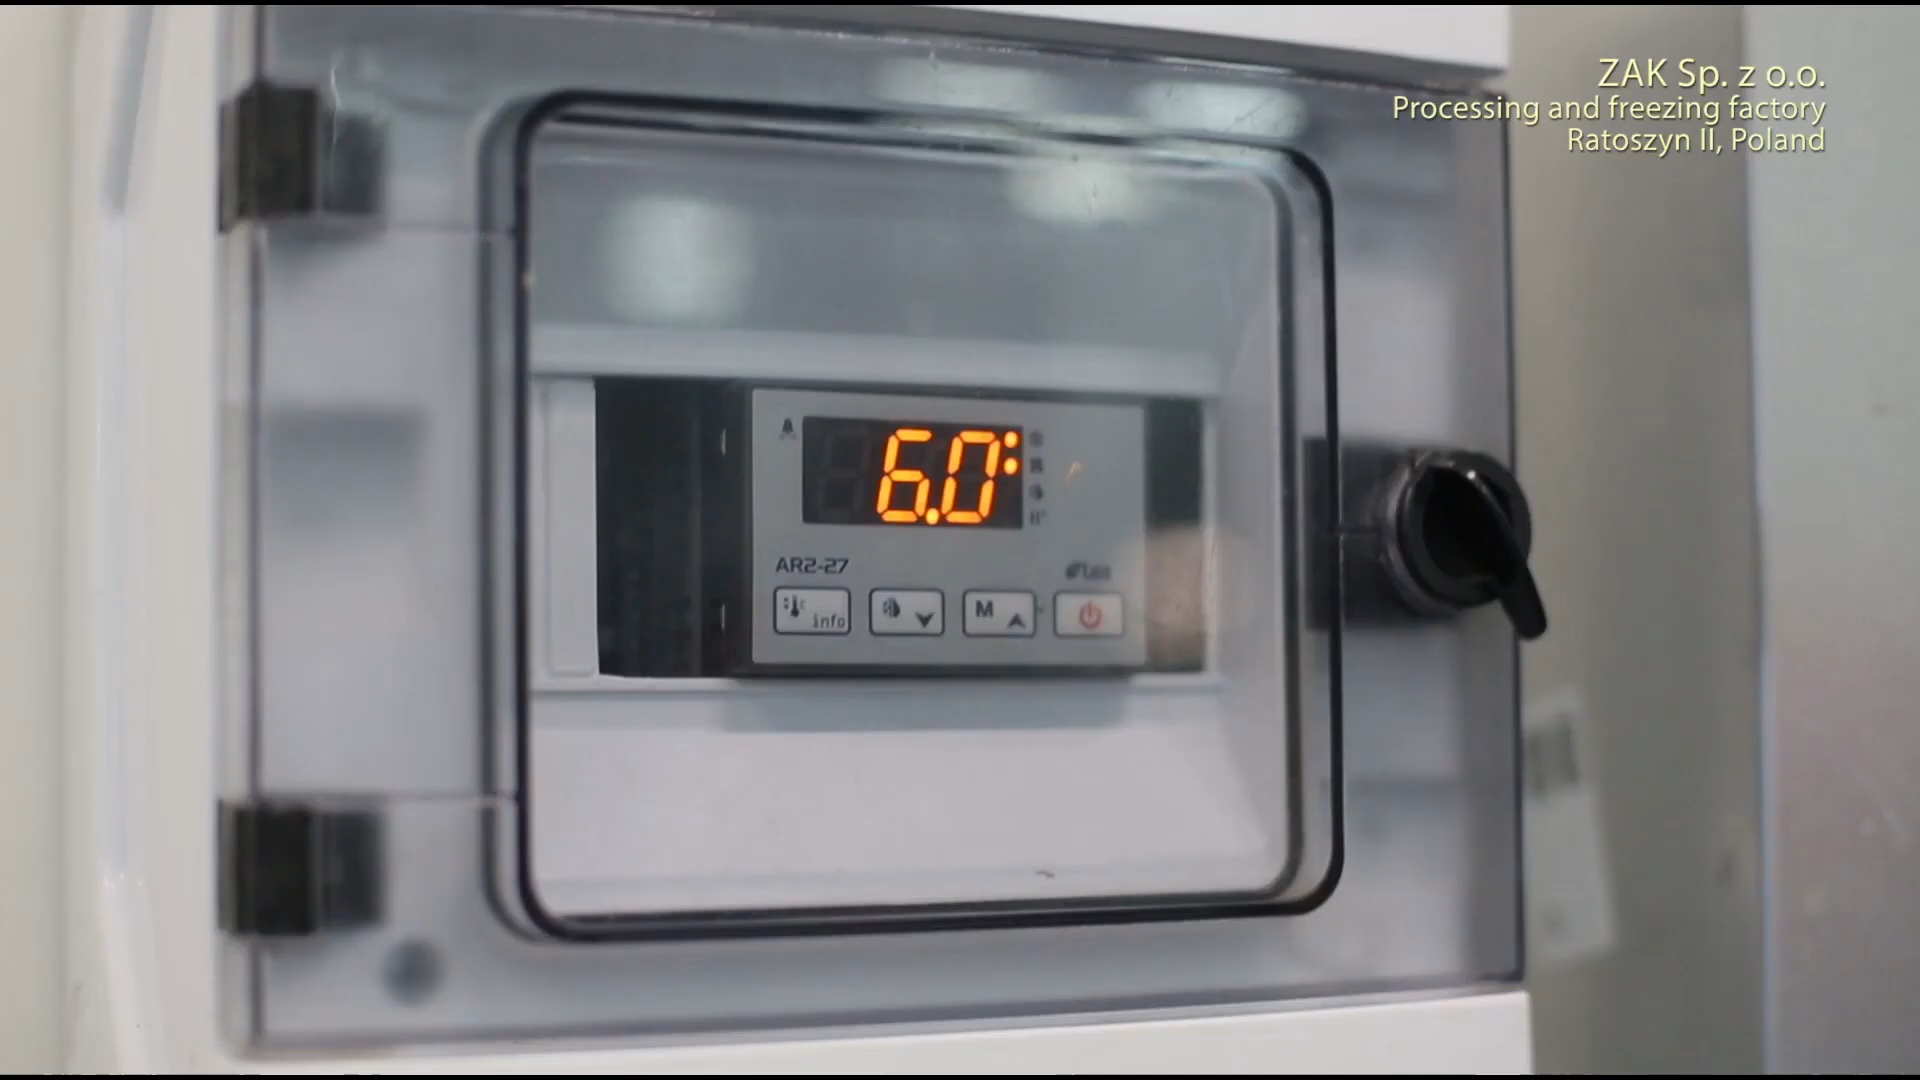 ZAK Sp. z o.o.
Processing and freezing factory
Ratoszyn II, Poland
6.0
AR2-27
info
M